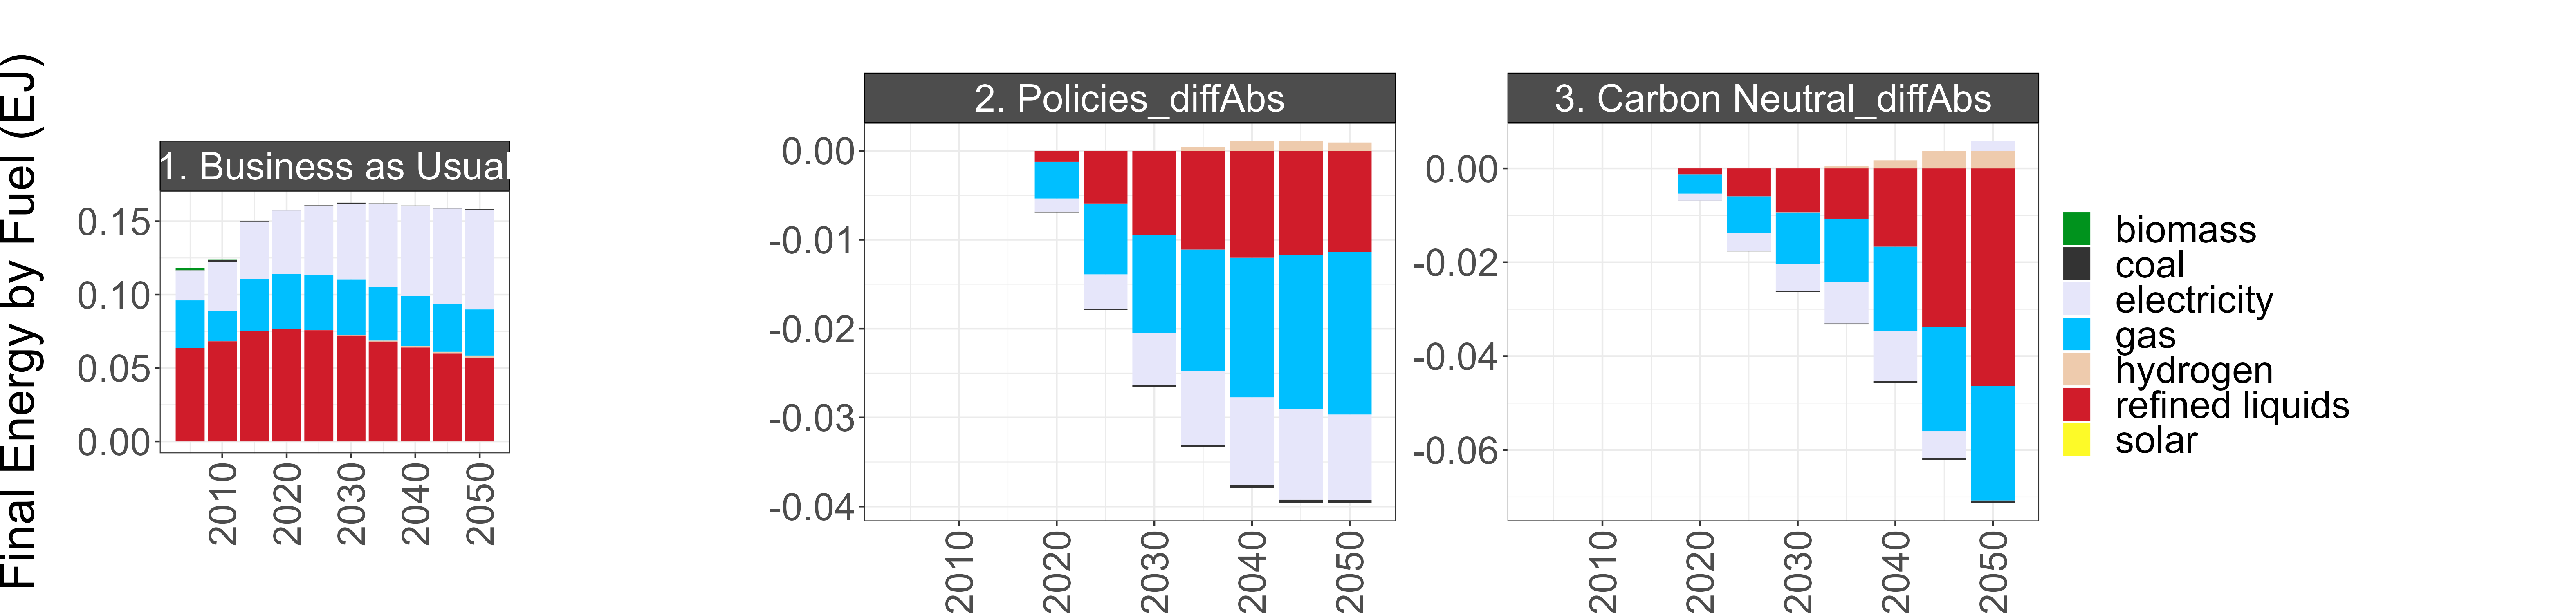 Final Energy by Fuel (EJ)
1. Business as Usual
0.15
0.10
0.05
0.00
2010
2020
2030
2040
2050
2. Policies_diffAbs
0.00
-0.01
-0.02
-0.03
-0.04
2010
2020
2030
2040
2050
3. Carbon Neutral_diffAbs
0.00
-0.02
-0.04
-0.06
2010
2020
2030
2040
2050
biomass
coal
electricity
gas
hydrogen
refined liquids
solar